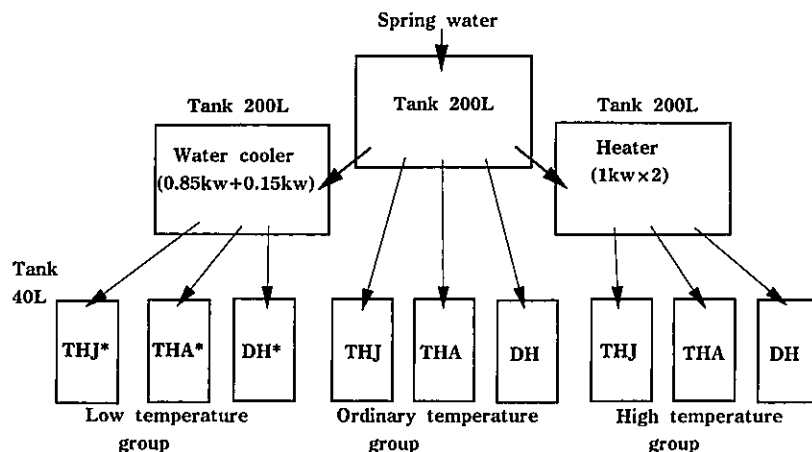 Spring water
Tank 200L
Tank 200L
Tank 200L
Water cooler
(0.85kw+0.15kw)
Heater
(1kw×2)
Tank
40L
THJ*
THA*
DH*
THJ
THA
DH
THJ
THA
DH
Low temperature
group
Ordinary temperature
group
High temperature
group